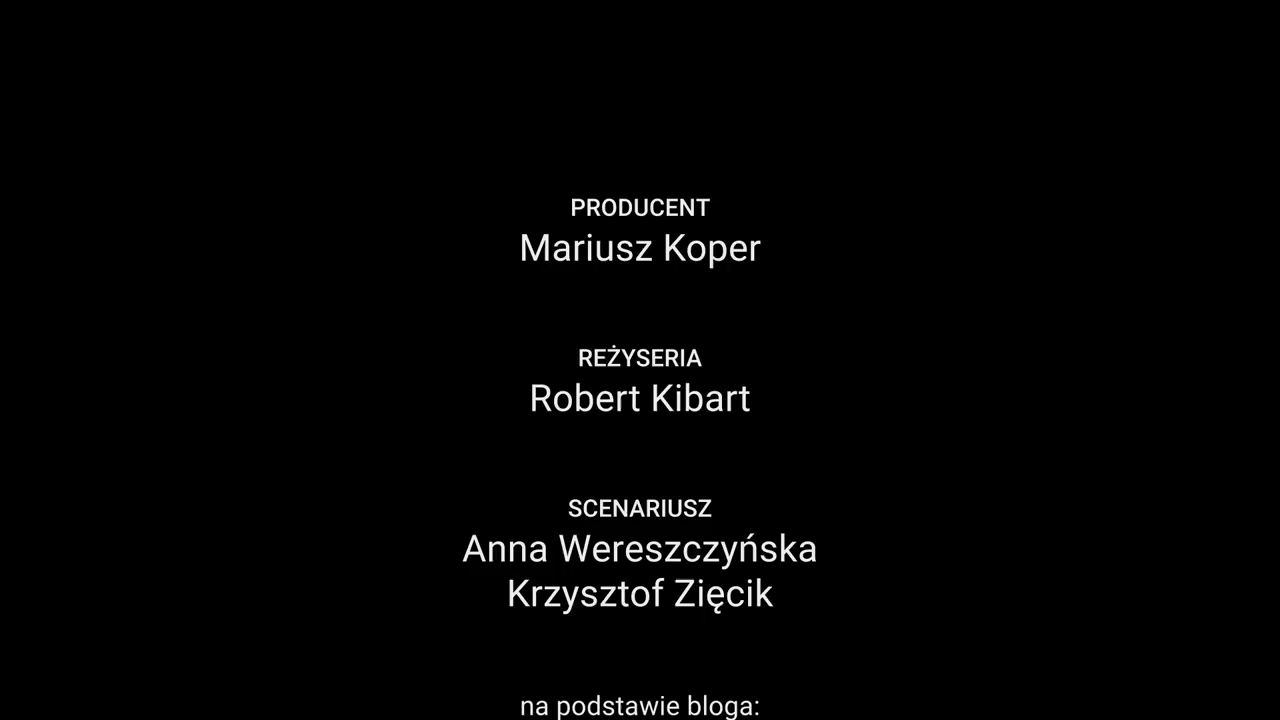 PRODUCENT
Mariusz Koper
REŻYSERIA
Robert Kibart
SCENARIUSZ
Anna Wereszczyńska
Krzysztof Zięcik
na podstawie bloga: